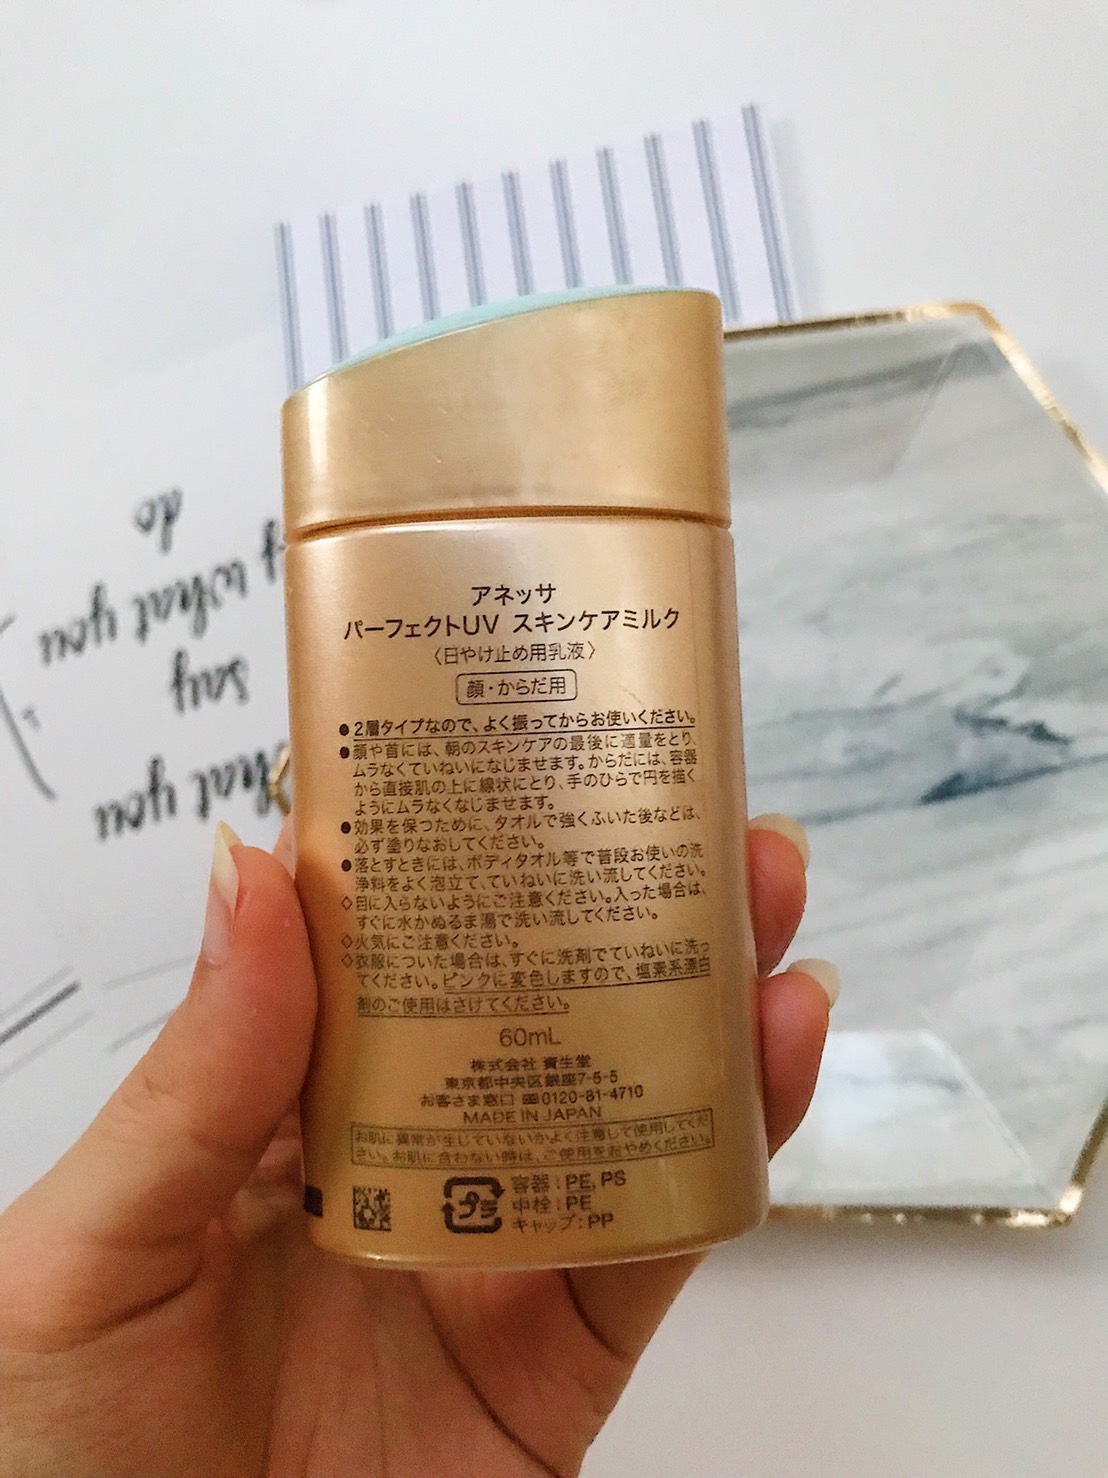 アネッサ
パーフェクトUV スキンケアミルク
〈日やけ止め用乳液〉
顔・からだ用
●2層タイプなので、よく振ってからお使いください。
●顔や首には、朝のスキンケアの最後に適量をとり、
ムラなくていねいになじませます。からだには、容器
から直接肌の上に線状にとり、手のひらで円を描く
ようにムラなくなじませます。
●効果を保つために、タオルで強くふいた後などは、
必ず塗りなおしてください。
●落とすときには、ボディタオル等で普段お使いの洗
浄料をよく泡立て、ていねいに洗い流してください。
◇目に入らないようにご注意ください。入った場合は、
すぐに水かぬるま湯で洗い流してください。
◇火気にご注意ください。
◇衣服についた場合は、すぐに洗剤でていねいに洗っ
てください。ピンクに変色しますので、塩素系漂白
剤のご使用はさけてください。
60mL
株式会社 資生堂
東京都中央区銀座7-5-5
お客さま窓口 0120-81-4710
MADE IN JAPAN
お肌に異常が生じていないかよく注意して使用してくだ
さい。お肌に合わない時は、ご使用をおやめください。
プラ
容器：PE, PS
中栓：PE
キャップ：PP
what you
say
what you
do